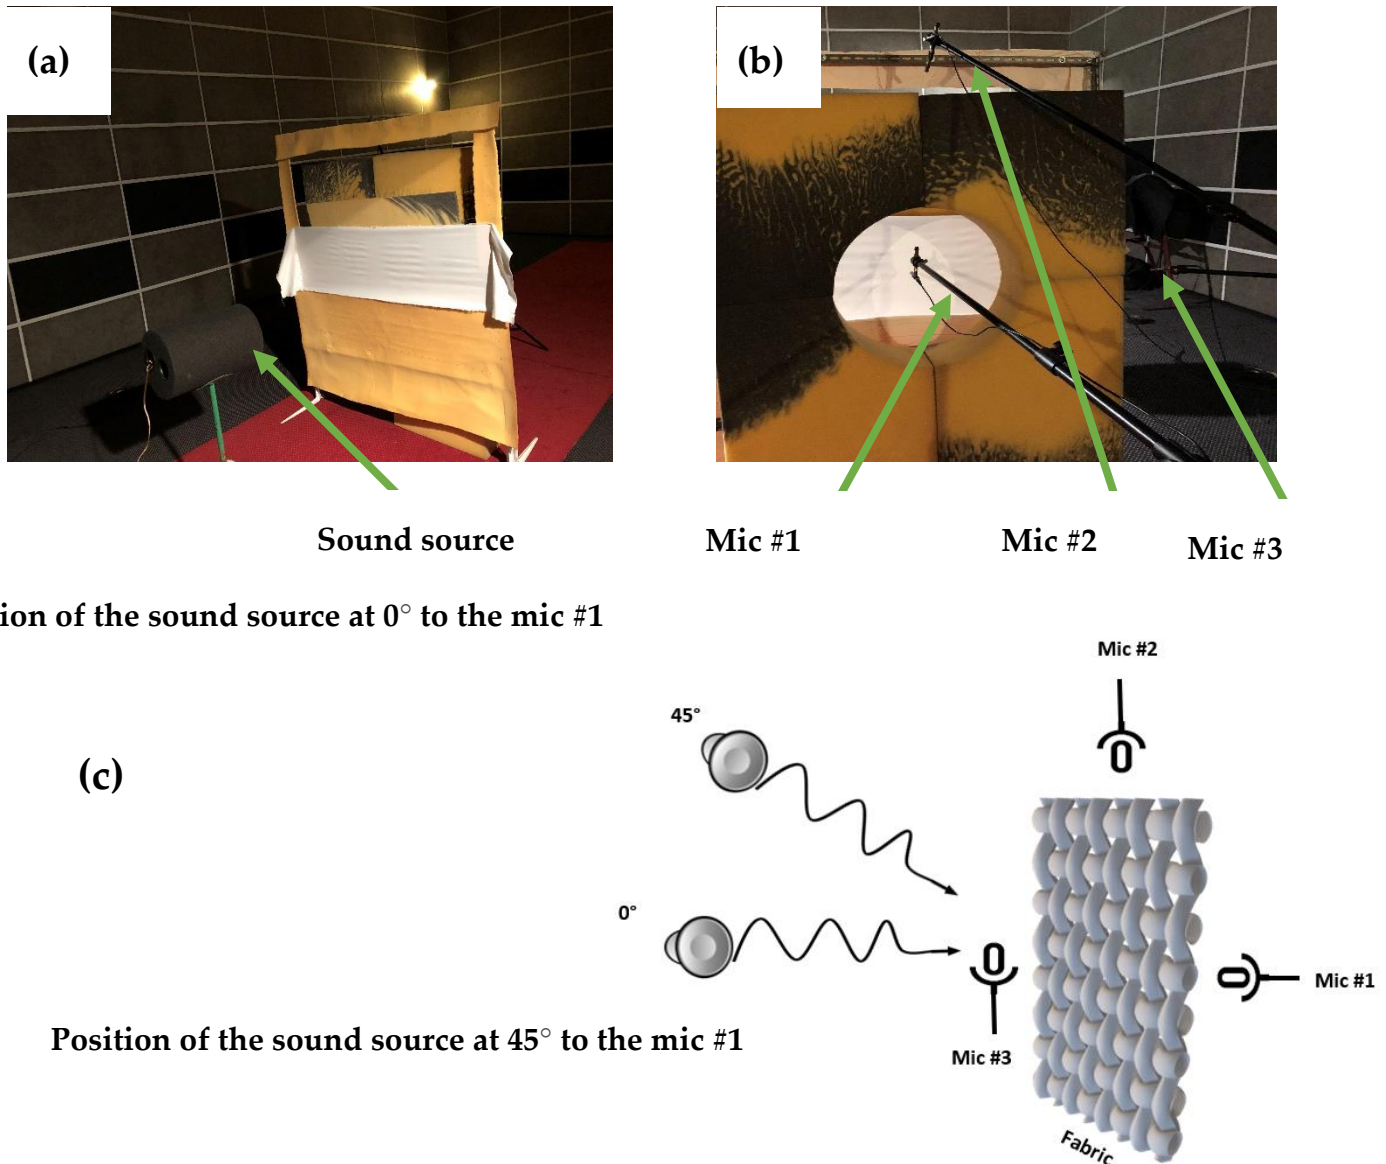 (a)
(b)
Sound source
Mic #1
Mic #2
Mic #3
ion of the sound source at 0° to the mic #1
Mic #2
45°
(c)
0°
Mic #1
Position of the sound source at 45° to the mic #1
Mic #3
Fabric